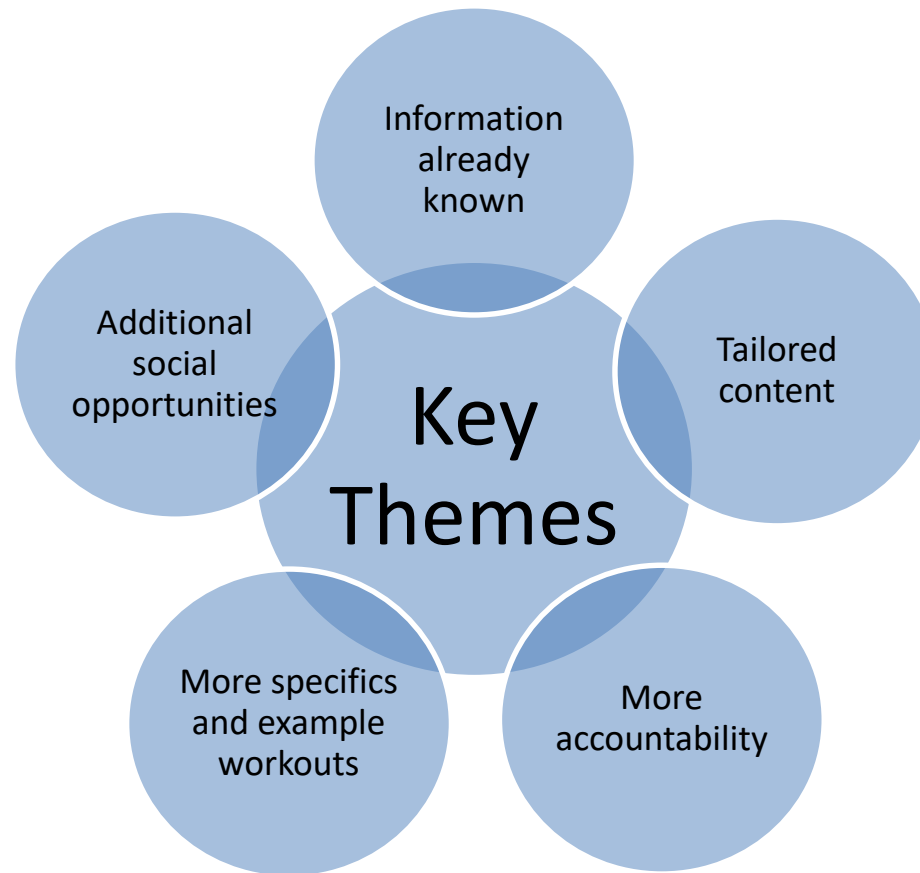 Information
already
known
Additional
social
opportunities
Tailored
content
Key
Themes
More specifics
and example
workouts
More
accountability